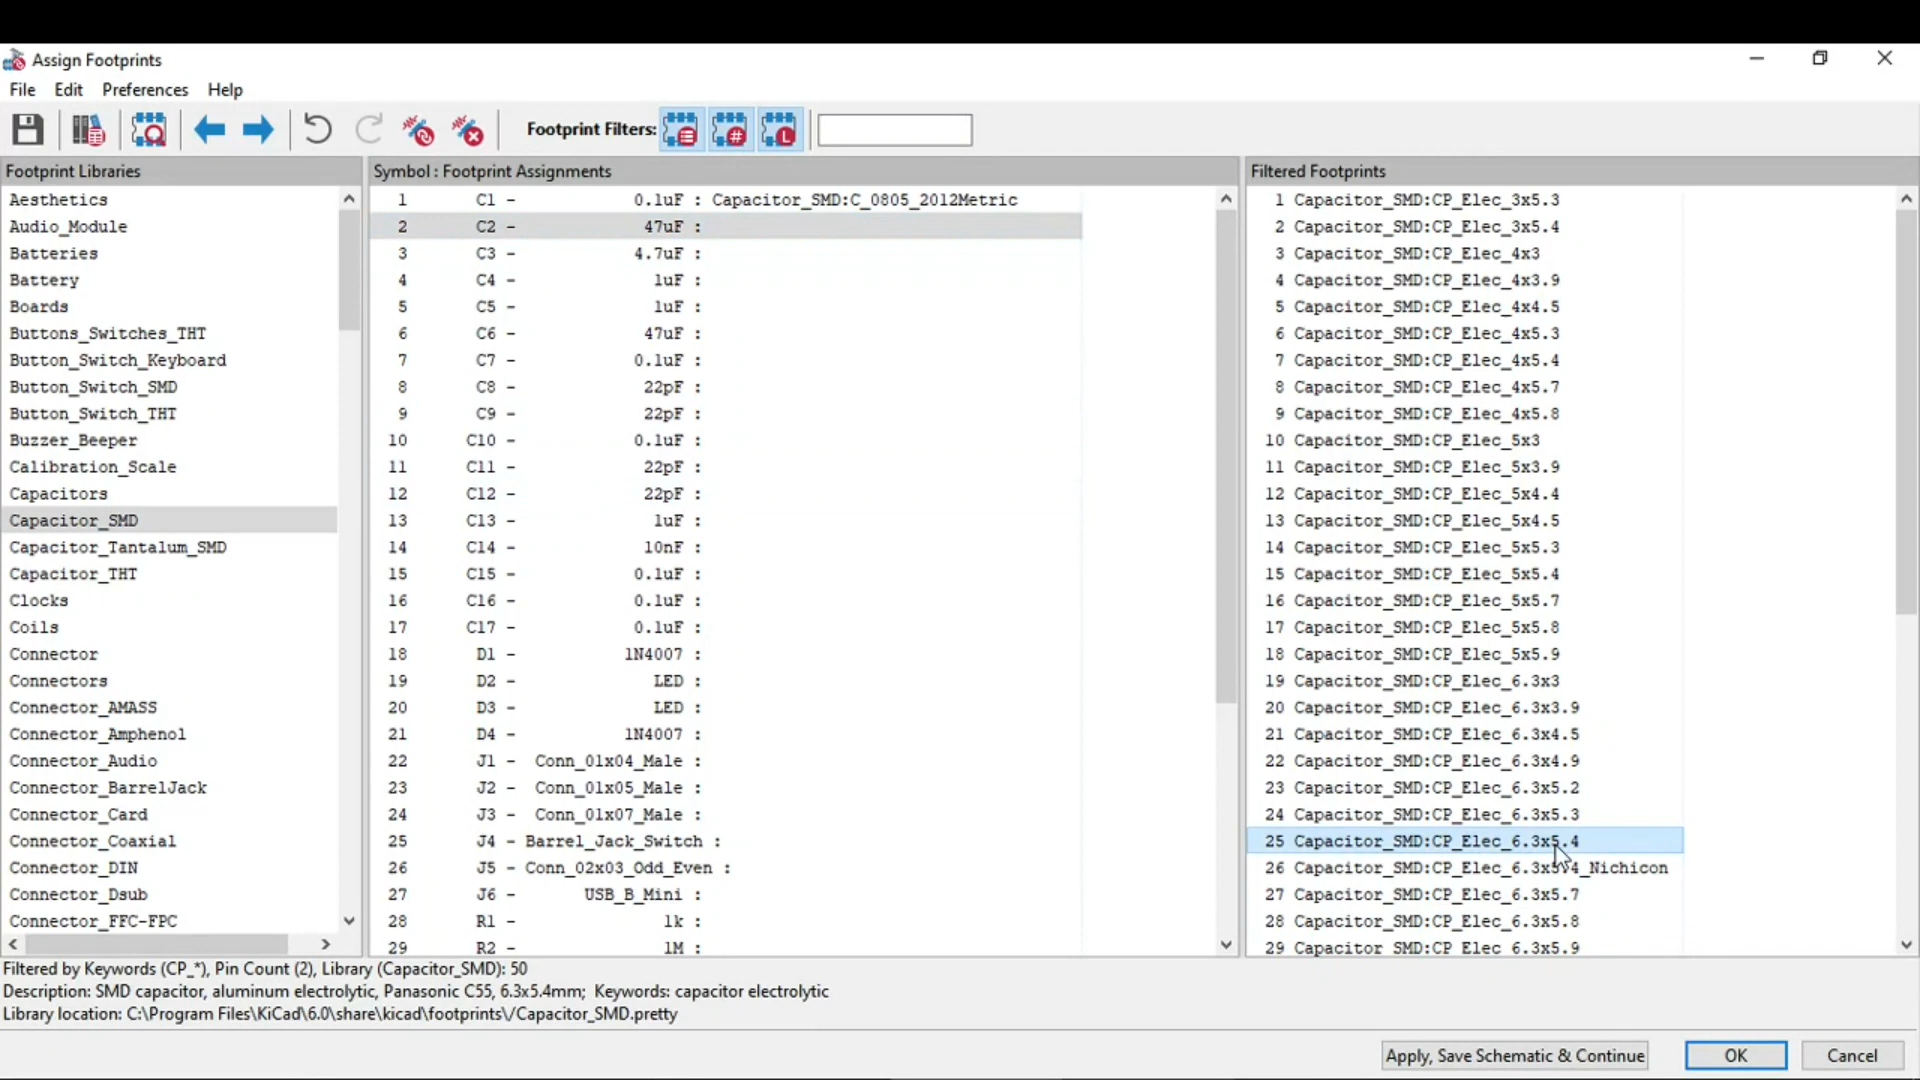 Assign Footprints
File Edit Preferences Help
Footprint Filters:
Footprint Libraries
Aesthetics
Audio_Module
Batteries
Battery
Boards
Buttons_Switches_THT
Button_Switch_Keyboard
Button_Switch_SMD
Button_Switch_THT
Buzzer_Beeper
Calibration_Scale
Capacitors
Capacitor_SMD
Capacitor_Tantalum_SMD
Capacitor_THT
Clocks
Coils
Connector
Connectors
Connector_AMASS
Connector_Amphenol
Connector_Audio
Connector_BarrelJack
Connector_Card
Connector_Coaxial
Connector_DIN
Connector_Dsub
Connector_FFC-FPC
Symbol : Footprint Assignments
1 C1 - 0.1uF : Capacitor_SMD:C_0805_2012Metric
2 C2 - 47uF :
3 C3 - 4.7uF :
4 C4 - 1uF :
5 C5 - 1uF :
6 C6 - 47uF :
7 C7 - 0.1uF :
8 C8 - 22pF :
9 C9 - 22pF :
10 C10 - 0.1uF :
11 C11 - 22pF :
12 C12 - 22pF :
13 C13 - 1uF :
14 C14 - 10nF :
15 C15 - 0.1uF :
16 C16 - 0.1uF :
17 C17 - 0.1uF :
18 D1 - 1N4007 :
19 D2 - LED :
20 D3 - LED :
21 D4 - 1N4007 :
22 J1 - Conn_01x04_Male :
23 J2 - Conn_01x05_Male :
24 J3 - Conn_01x07_Male :
25 J4 - Barrel_Jack_Switch :
26 J5 - Conn_02x03_Odd_Even :
27 J6 - USB_B_Mini :
28 R1 - 1k :
29 R2 - 1M :
Filtered Footprints
1 Capacitor_SMD:CP_Elec_3x5.3
2 Capacitor_SMD:CP_Elec_3x5.4
3 Capacitor_SMD:CP_Elec_4x3
4 Capacitor_SMD:CP_Elec_4x3.9
5 Capacitor_SMD:CP_Elec_4x4.5
6 Capacitor_SMD:CP_Elec_4x5.3
7 Capacitor_SMD:CP_Elec_4x5.4
8 Capacitor_SMD:CP_Elec_4x5.7
9 Capacitor_SMD:CP_Elec_4x5.8
10 Capacitor_SMD:CP_Elec_5x3
11 Capacitor_SMD:CP_Elec_5x3.9
12 Capacitor_SMD:CP_Elec_5x4.4
13 Capacitor_SMD:CP_Elec_5x4.5
14 Capacitor_SMD:CP_Elec_5x5.3
15 Capacitor_SMD:CP_Elec_5x5.4
16 Capacitor_SMD:CP_Elec_5x5.7
17 Capacitor_SMD:CP_Elec_5x5.8
18 Capacitor_SMD:CP_Elec_5x5.9
19 Capacitor_SMD:CP_Elec_6.3x3
20 Capacitor_SMD:CP_Elec_6.3x3.9
21 Capacitor_SMD:CP_Elec_6.3x4.5
22 Capacitor_SMD:CP_Elec_6.3x4.9
23 Capacitor_SMD:CP_Elec_6.3x5.2
24 Capacitor_SMD:CP_Elec_6.3x5.3
25 Capacitor_SMD:CP_Elec_6.3x5.4
26 Capacitor_SMD:CP_Elec_6.3x5.4_Nichicon
27 Capacitor_SMD:CP_Elec_6.3x5.7
28 Capacitor_SMD:CP_Elec_6.3x5.8
29 Capacitor_SMD:CP_Elec_6.3x5.9
Filtered by Keywords (CP_*), Pin Count (2), Library (Capacitor_SMD): 50
Description: SMD capacitor, aluminum electrolytic, Panasonic C55, 6.3x5.4mm; Keywords: capacitor electrolytic
Library location: C:\Program Files\KiCad\6.0\share\kicad\footprints\/Capacitor_SMD.pretty
Apply, Save Schematic & Continue OK Cancel